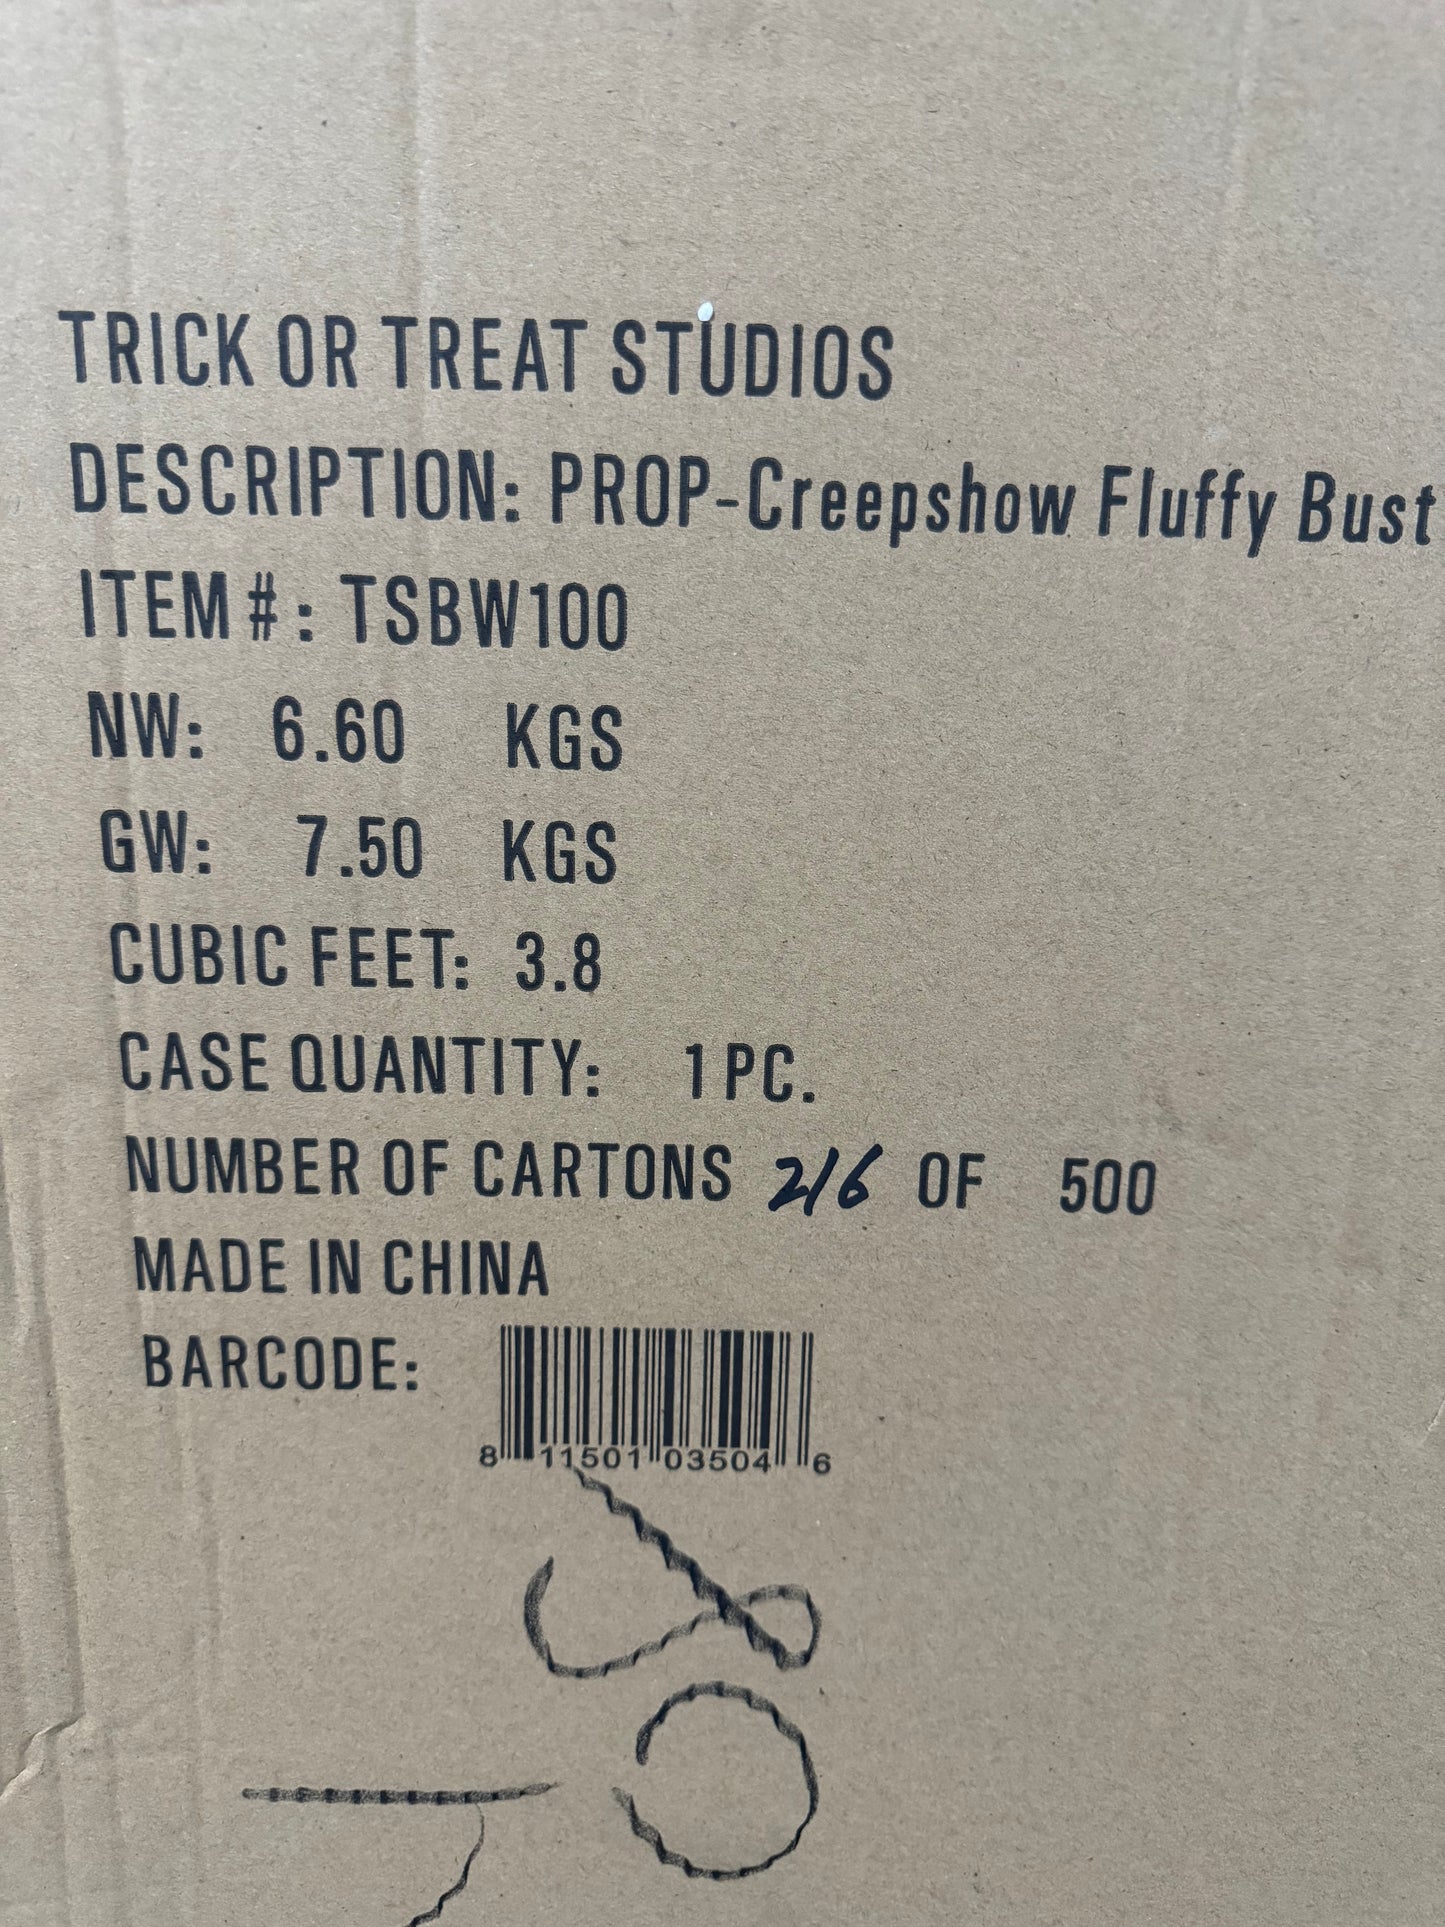 TRICK OR TREAT STUDIOS
DESCRIPTION: PROP-Creepshow Fluffy Bust
ITEM #: TSBW100
NW: 6.60 KGS
GW: 7.50 KGS
CUBIC FEET: 3.8
CASE QUANTITY: 1 PC.
NUMBER OF CARTONS 216 OF 500
MADE IN CHINA
BARCODE:
8 11501 03504 6